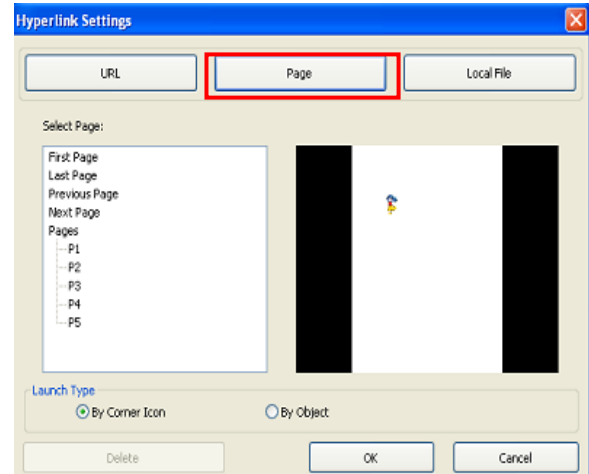 Hyperlink Settings
URL Page Local File
Select Page:
First Page
Last Page
Previous Page
Next Page
Pages
P1
P2
P3
P4
P5
Launch Type
By Corner Icon By Object
Delete OK Cancel